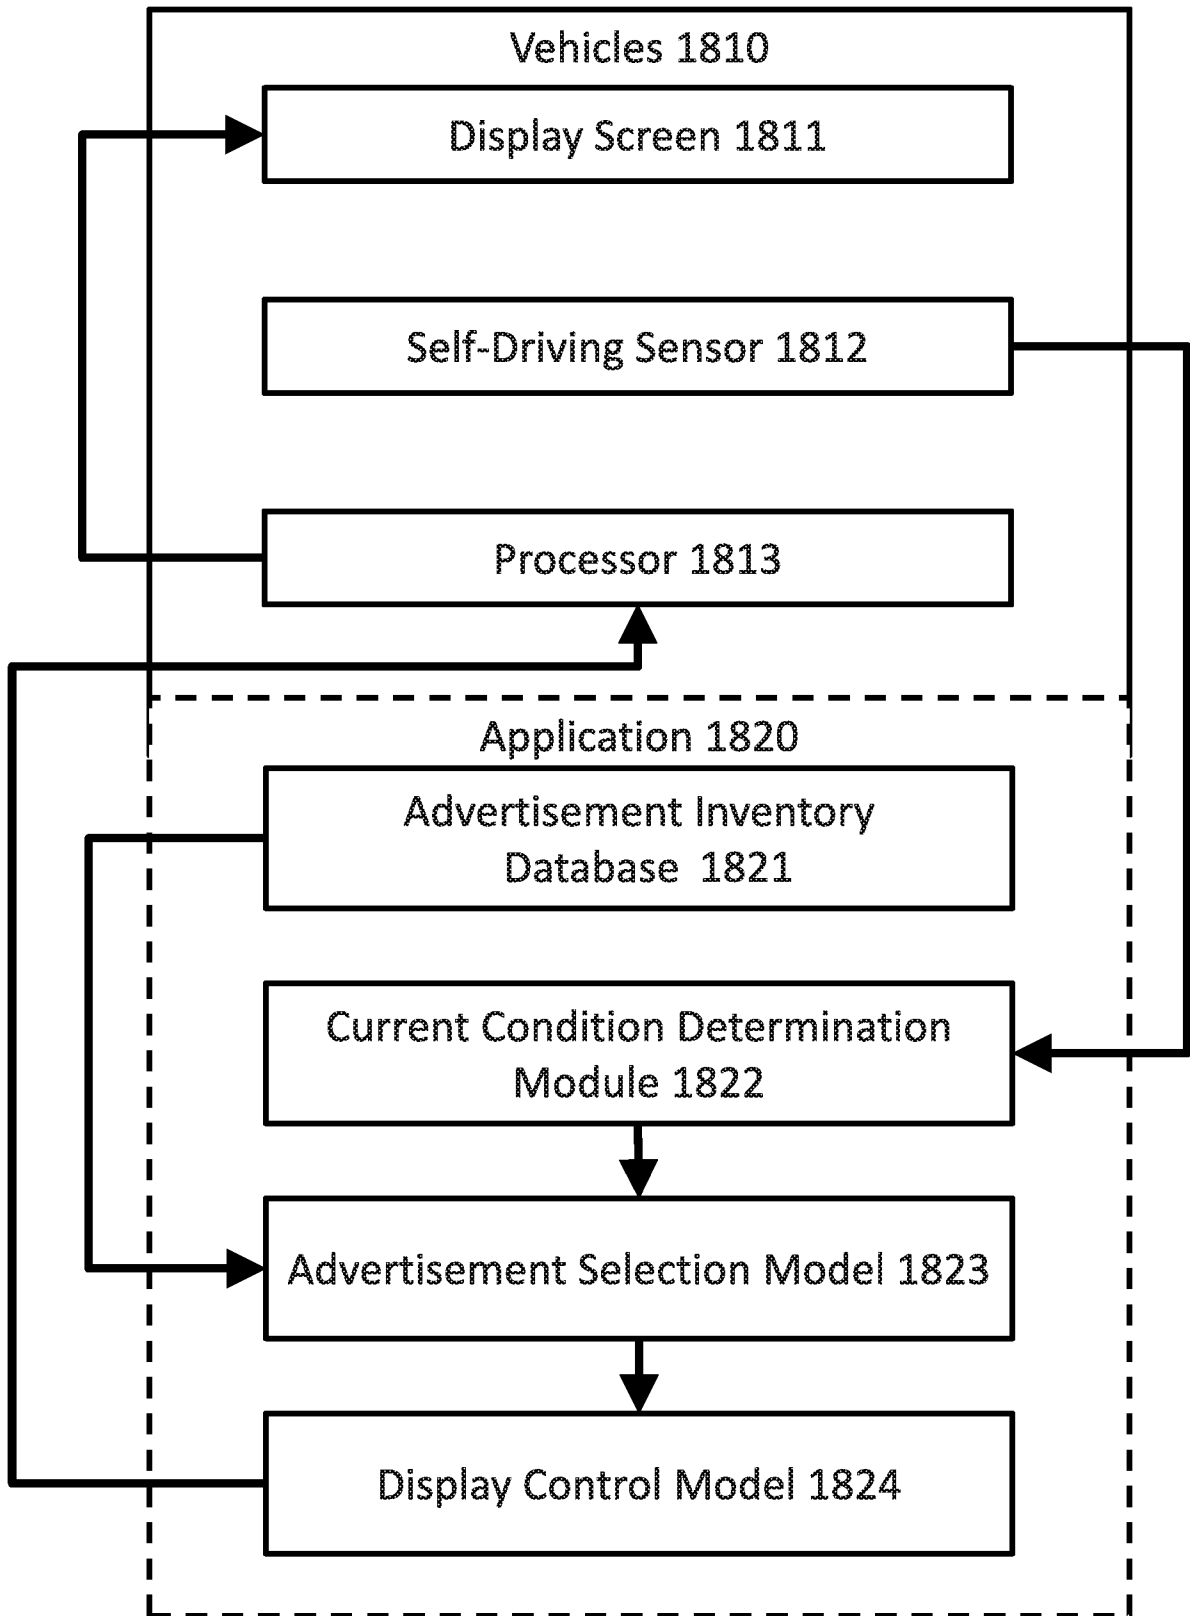 Vehicles 1810
Display Screen 1811
Self-Driving Sensor 1812
Processor 1813
Application 1820
Advertisement Inventory
Database 1821
Current Condition Determination
Module 1822
Advertisement Selection Model 1823
Display Control Model 1824